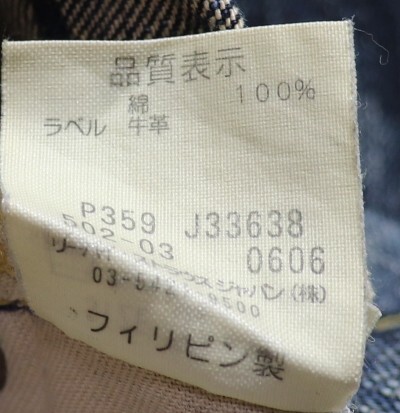 品質表示
綿 100%
ラベル 牛革
P359 J33638
502-03 0606
ストラウス ジャパン(株)
フィリピン製